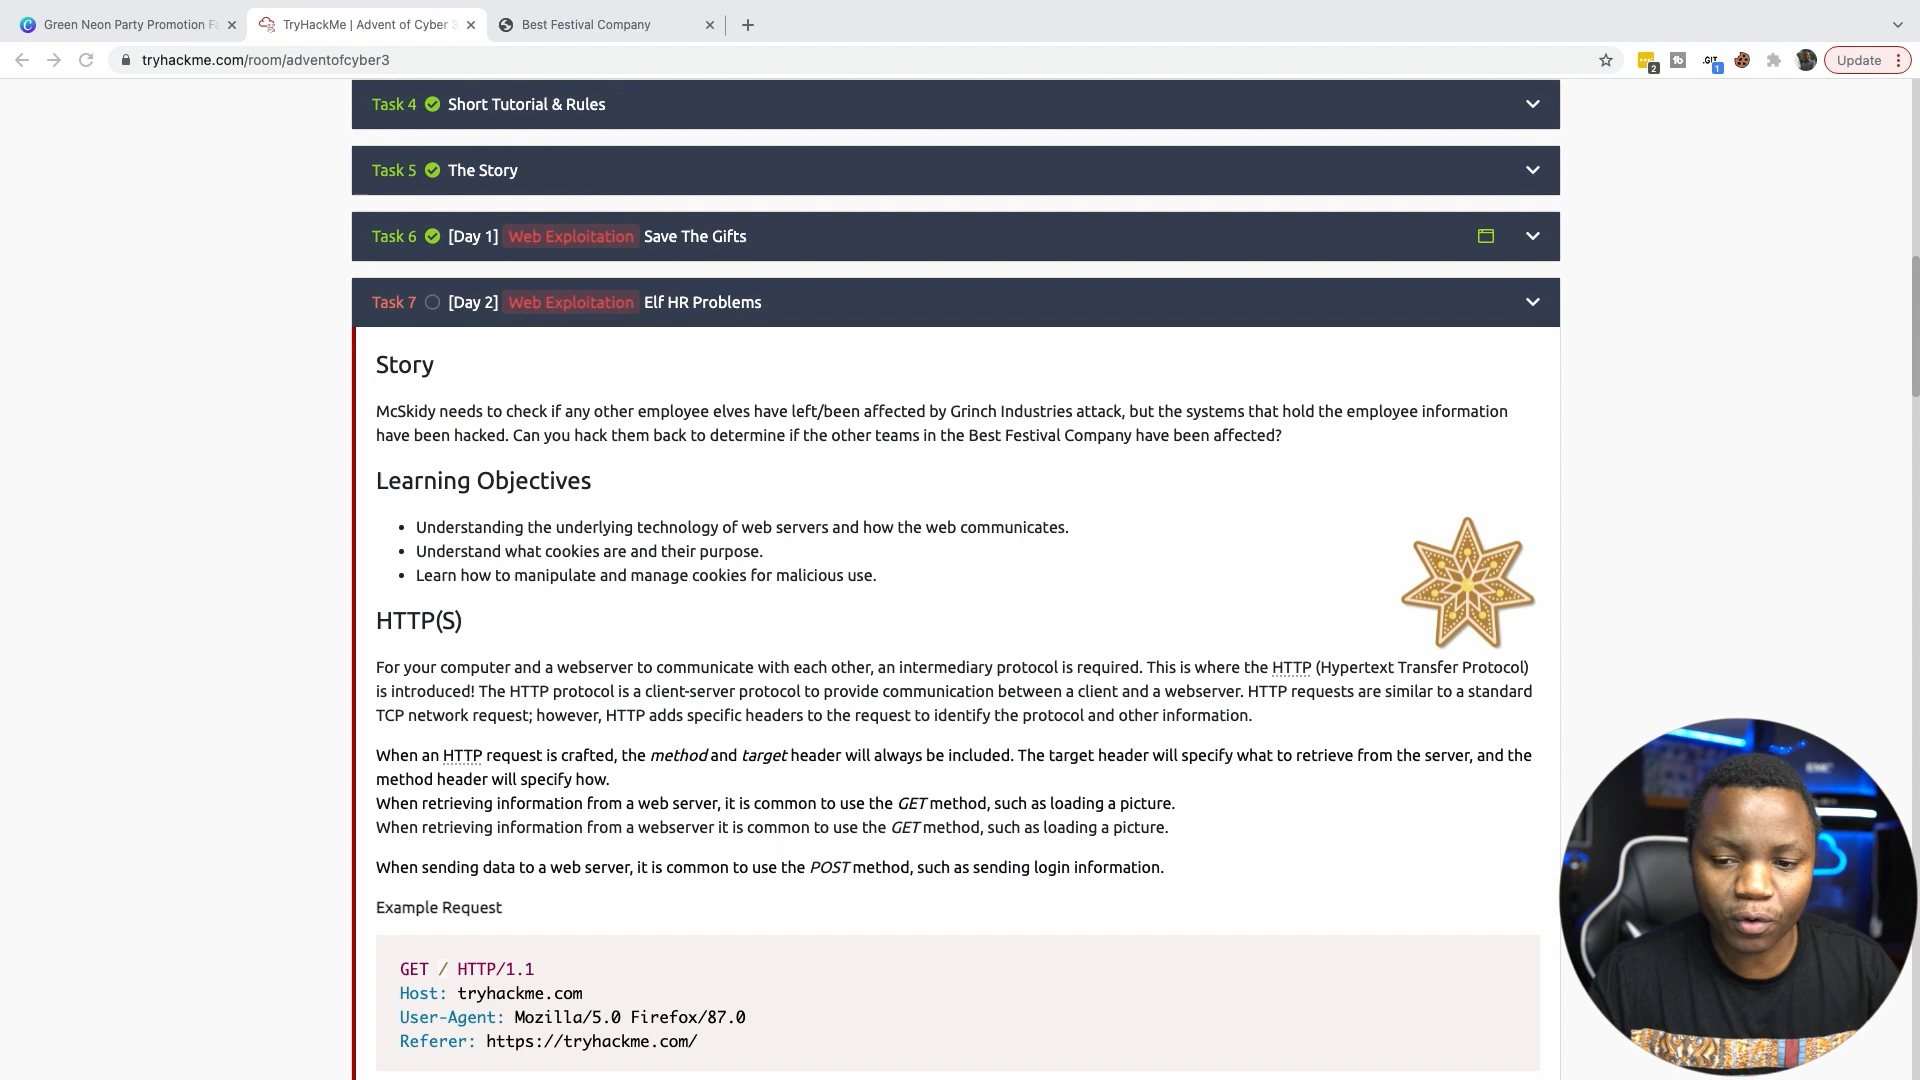 Green Neon Party Promotion Fa
TryHackMe | Advent of Cyber 3
Best Festival Company
tryhackme.com/room/adventofcyber3
2
.GIT
1
Update
Task 4 Short Tutorial & Rules
Task 5 The Story
Task 6 [Day 1] Web Exploitation Save The Gifts
Task 7 [Day 2] Web Exploitation Elf HR Problems
Story
McSkidy needs to check if any other employee elves have left/been affected by Grinch Industries attack, but the systems that hold the employee information
have been hacked. Can you hack them back to determine if the other teams in the Best Festival Company have been affected?
Learning Objectives
• Understanding the underlying technology of web servers and how the web communicates.
• Understand what cookies are and their purpose.
• Learn how to manipulate and manage cookies for malicious use.
HTTP(S)
For your computer and a webserver to communicate with each other, an intermediary protocol is required. This is where the HTTP (Hypertext Transfer Protocol)
is introduced! The HTTP protocol is a client-server protocol to provide communication between a client and a webserver. HTTP requests are similar to a standard
TCP network request; however, HTTP adds specific headers to the request to identify the protocol and other information.
When an HTTP request is crafted, the method and target header will always be included. The target header will specify what to retrieve from the server, and the
method header will specify how.
When retrieving information from a web server, it is common to use the GET method, such as loading a picture.
When retrieving information from a webserver it is common to use the GET method, such as loading a picture.
When sending data to a web server, it is common to use the POST method, such as sending login information.
Example Request
GET / HTTP/1.1
Host: tryhackme.com
User-Agent: Mozilla/5.0 Firefox/87.0
Referer: https://tryhackme.com/